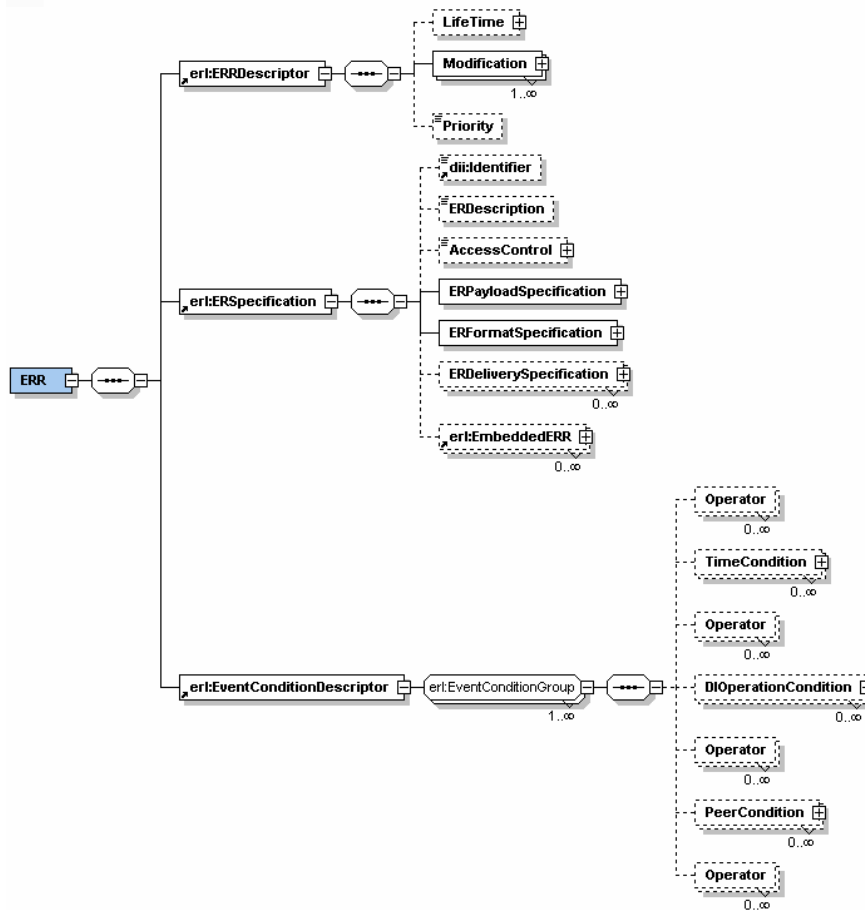 LifeTime
erl:ERRDescriptor
Modification
1..∞
Priority
dii:Identifier
ERDescription
AccessControl
ERPayloadSpecification
erl:ERSpecification
ERFormatSpecification
ERDeliverySpecification
0..∞
ERR
erl:EmbeddedERR
0..∞
Operator
0..∞
TimeCondition
0..∞
Operator
0..∞
erl:EventConditionDescriptor
erl:EventConditionGroup
1..∞
DIOperationCondition
0..∞
Operator
0..∞
PeerCondition
0..∞
Operator
0..∞